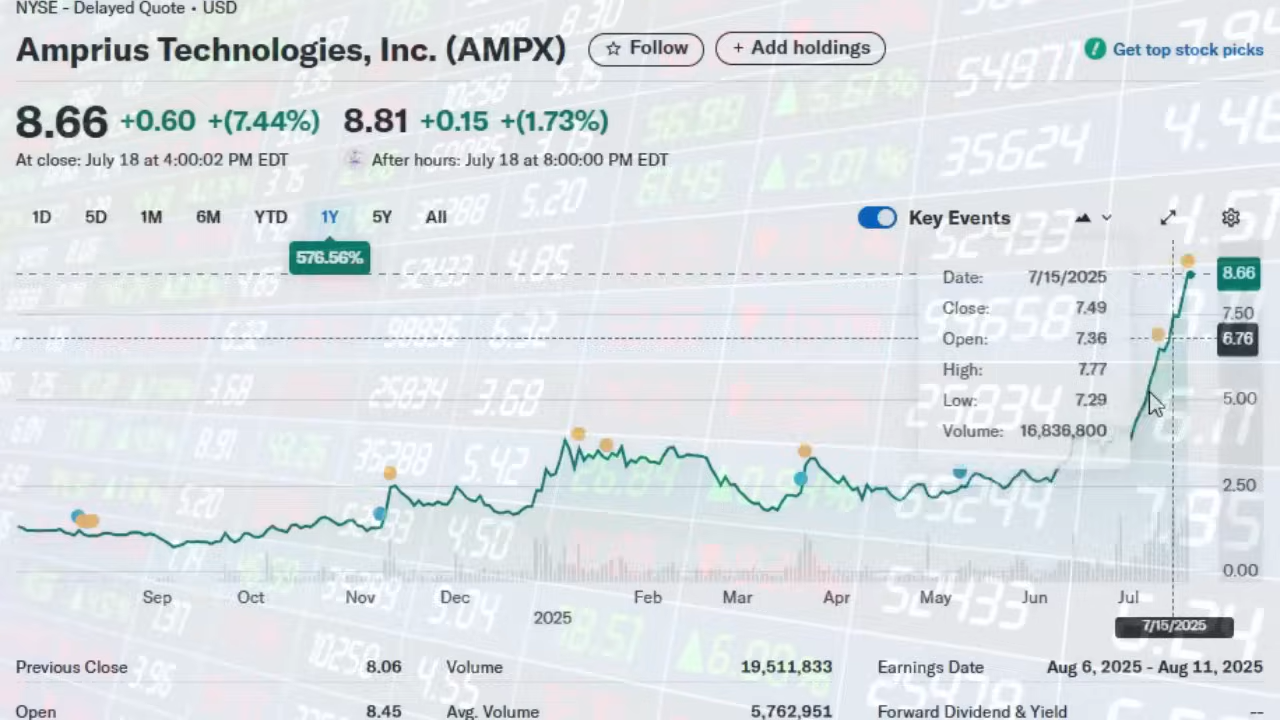 NYSE - Delayed Quote • USD
Amprius Technologies, Inc. (AMPX)
☆ Follow
+ Add holdings
Get top stock picks
8.66 +0.60 +(7.44%) 8.81 +0.15 +(1.73%)
At close: July 18 at 4:00:02 PM EDT
After hours: July 18 at 8:00:00 PM EDT
1D 5D 1M 6M YTD 1Y 5Y All
Key Events
576.56%
Date: 7/15/2025
Close: 7.49
Open: 7.36
High: 7.77
Low: 7.29
Volume: 16,836,800
8.66
7.50
6.76
5.00
2.50
0.00
Sep Oct Nov Dec Feb Mar Apr May Jun Jul
2025
7/15/2025
Previous Close 8.06 Volume 19,511,833 Earnings Date Aug 6, 2025 - Aug 11, 2025
Open 8.45 Avg. Volume 5,762,951 Forward Dividend & Yield --